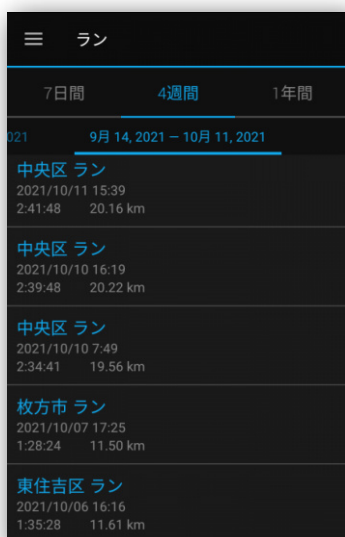 ラン
7日間 4週間 1年間
021 9月 14, 2021 – 10月 11, 2021
中央区 ラン
2021/10/11 15:39
2:41:48 20.16 km
中央区 ラン
2021/10/10 16:19
2:39:48 20.22 km
中央区 ラン
2021/10/10 7:49
2:34:41 19.56 km
枚方市 ラン
2021/10/07 17:25
1:28:24 11.50 km
東住吉区 ラン
2021/10/06 16:16
1:35:28 11.61 km